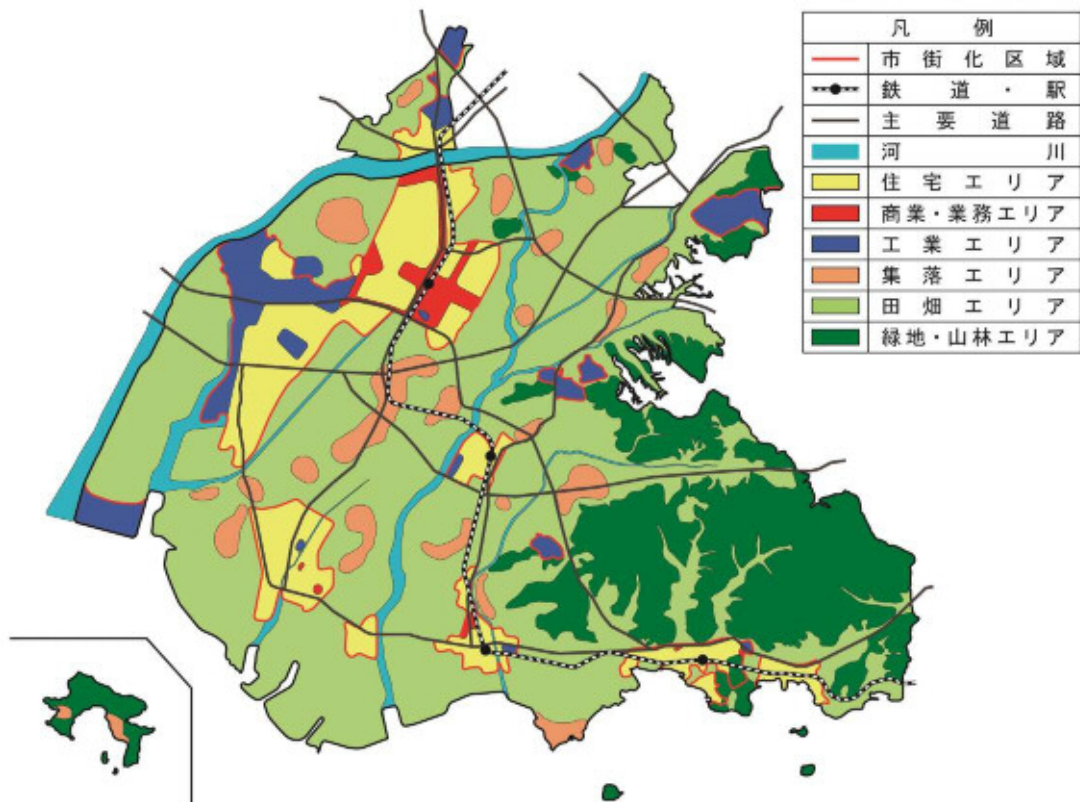 凡例
市街化区域
鉄道・駅
主要道路
河川
住宅エリア
商業・業務エリア
工業エリア
集落エリア
田畑エリア
緑地・山林エリア